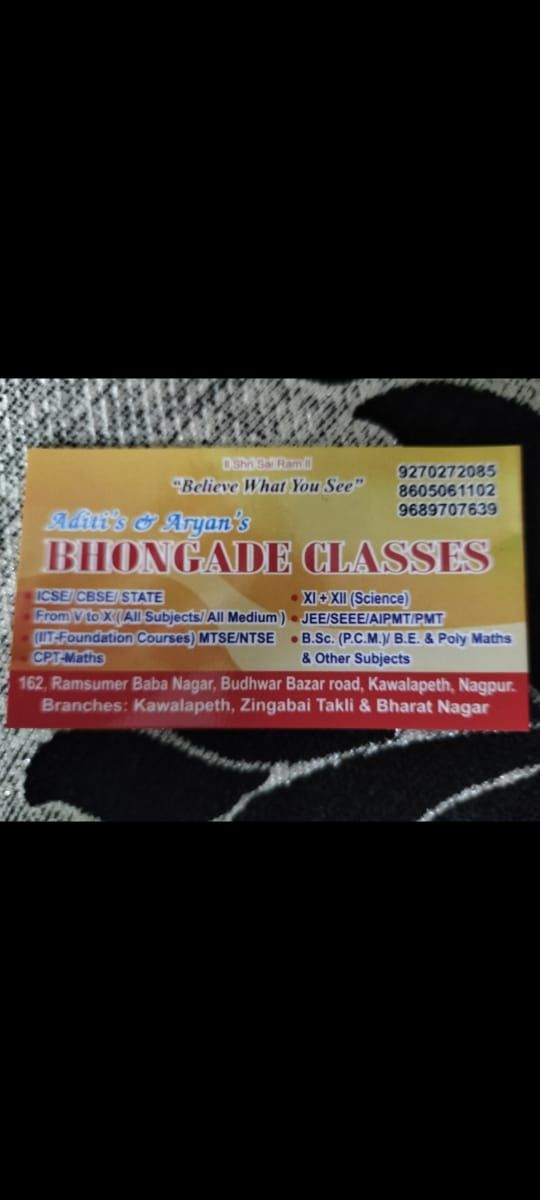 || Shri Sai Ram ||
"Believe What You See"
9270272085
8605061102
9689707639
Aditi's & Aryan's
BHONGADE CLASSES
• ICSE/ CBSE/ STATE
• From V to X ( All Subjects/ All Medium )
• (IIT-Foundation Courses) MTSE/NTSE
• CPT-Maths
• XI + XII (Science)
• JEE/SEEE/AIPMT/PMT
• B.Sc. (P.C.M.)/ B.E. & Poly Maths
& Other Subjects
162, Ramsumer Baba Nagar, Budhwar Bazar road, Kawalapeth, Nagpur.
Branches: Kawalapeth, Zingabai Takli & Bharat Nagar